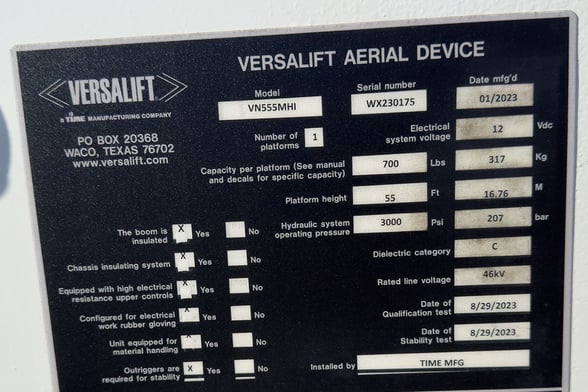 VERSALIFT AERIAL DEVICE
VERSALIFT
a TIME MANUFACTURING COMPANY
PO BOX 20368
WACO, TEXAS 76702
www.versalift.com
Model
VN555MHI
Serial number
WX230175
Date mfg'd
01/2023
Number of
platforms
1
Electrical
system voltage
12 Vdc
Capacity per platform (See manual
and decals for specific capacity)
700 Lbs 317 Kg
Platform height 55 Ft 16.76 M
Hydraulic system
operating pressure
3000 Psi 207 bar
Dielectric category C
Rated line voltage 46kV
Date of
Qualification test
8/29/2023
Date of
Stability test
8/29/2023
Installed by TIME MFG
The boom is
insulated
X Yes No
Chassis insulating system X Yes No
Equipped with high electrical
resistance upper controls
X Yes No
Configured for electrical
work rubber gloving
X Yes No
Unit equipped for
material handling
X Yes No
Outriggers are
required for stability
X Yes No